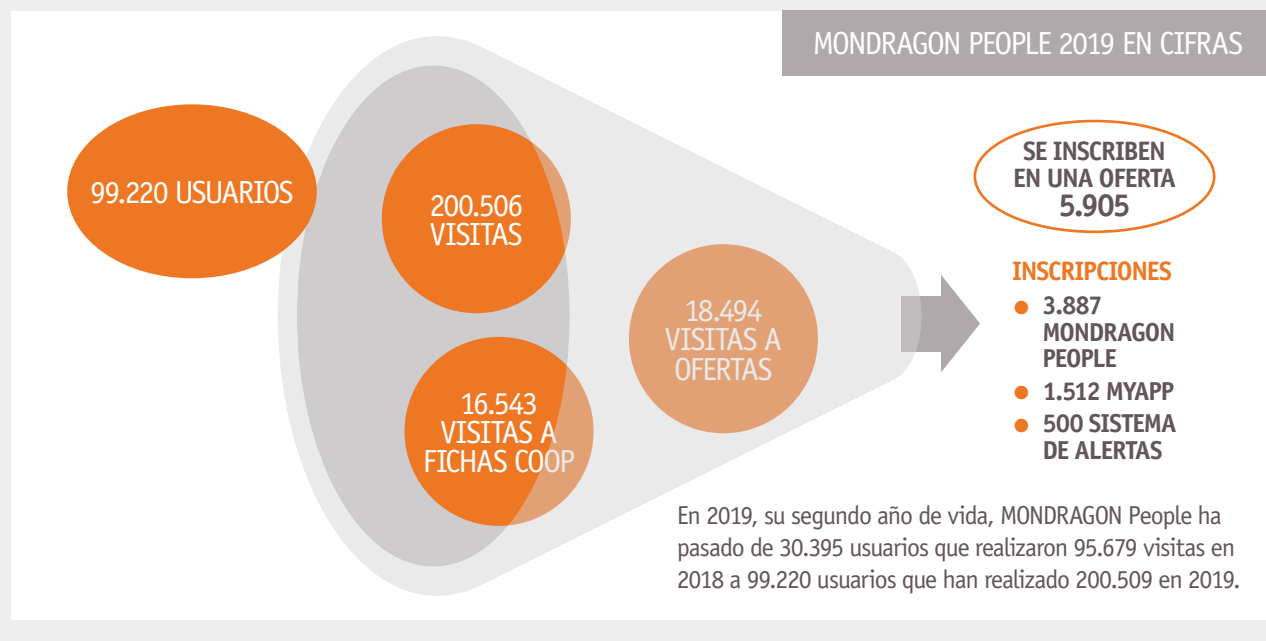 MONDRAGON PEOPLE 2019 EN CIFRAS
99.220 USUARIOS
200.506
VISITAS
16.543
VISITAS A
FICHAS COOP
18.494
VISITAS A
OFERTAS
SE INSCRIBEN
EN UNA OFERTA
5.905
INSCRIPCIONES
● 3.887
MONDRAGON
PEOPLE
● 1.512 MYAPP
● 500 SISTEMA
DE ALERTAS
En 2019, su segundo año de vida, MONDRAGON People ha
pasado de 30.395 usuarios que realizaron 95.679 visitas en
2018 a 99.220 usuarios que han realizado 200.509 en 2019.